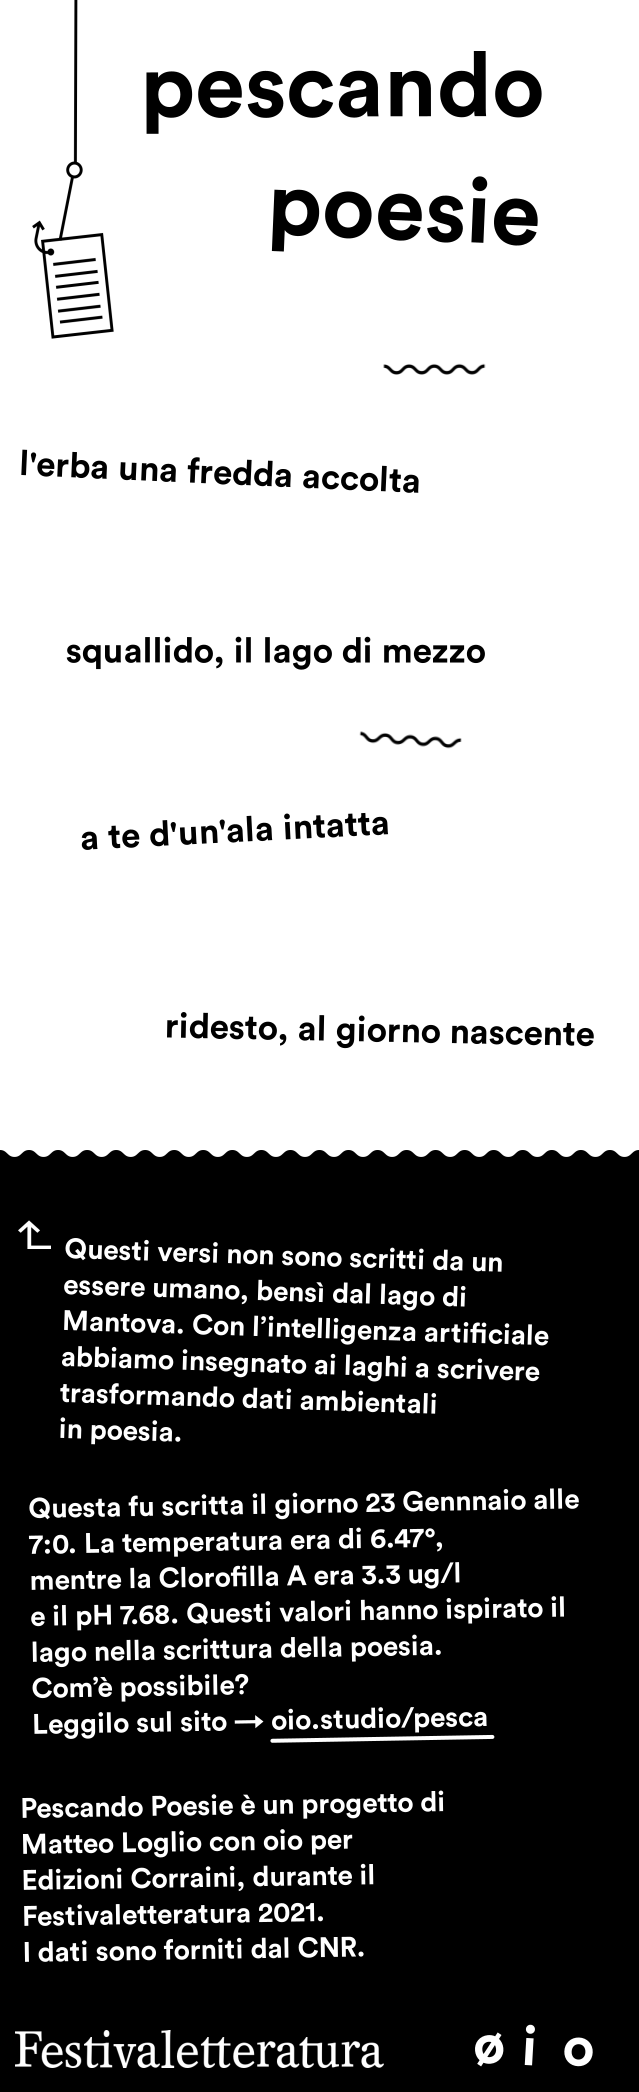 pescando
poesie
l'erba una fredda accolta
squallido, il lago di mezzo
a te d'un'ala intatta
ridesto, al giorno nascente
Questi versi non sono scritti da un
essere umano, bensì dal lago di
Mantova. Con l’intelligenza artificiale
abbiamo insegnato ai laghi a scrivere
trasformando dati ambientali
in poesia.
Questa fu scritta il giorno 23 Gennnaio alle
7:0. La temperatura era di 6.47°,
mentre la Clorofilla A era 3.3 ug/l
e il pH 7.68. Questi valori hanno ispirato il
lago nella scrittura della poesia.
Com’è possibile?
Leggilo sul sito → oio.studio/pesca
Pescando Poesie è un progetto di
Matteo Loglio con oio per
Edizioni Corraini, durante il
Festivaletteratura 2021.
I dati sono forniti dal CNR.
Festivaletteratura ø i o